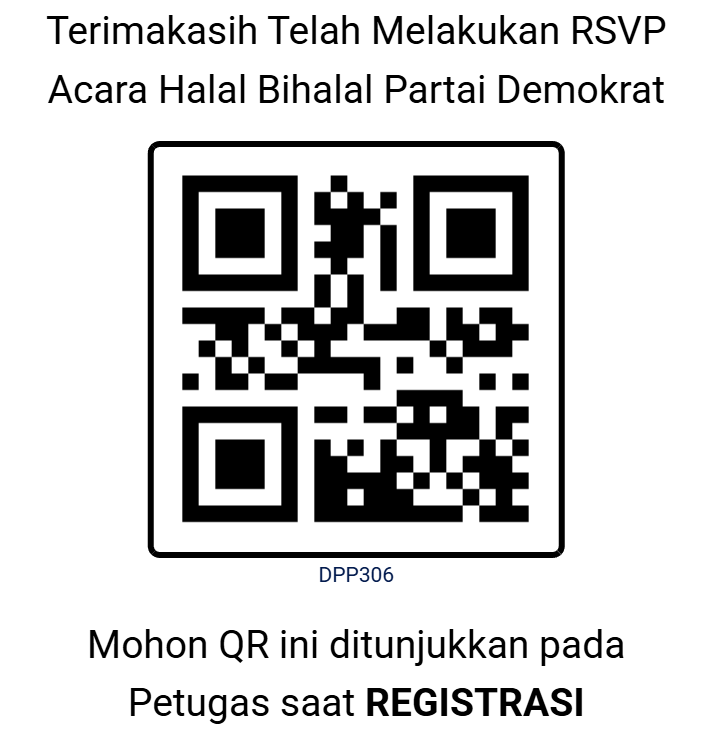 Terimakasih Telah Melakukan RSVP
Acara Halal Bihalal Partai Demokrat
DPP306
Mohon QR ini ditunjukkan pada
Petugas saat REGISTRASI